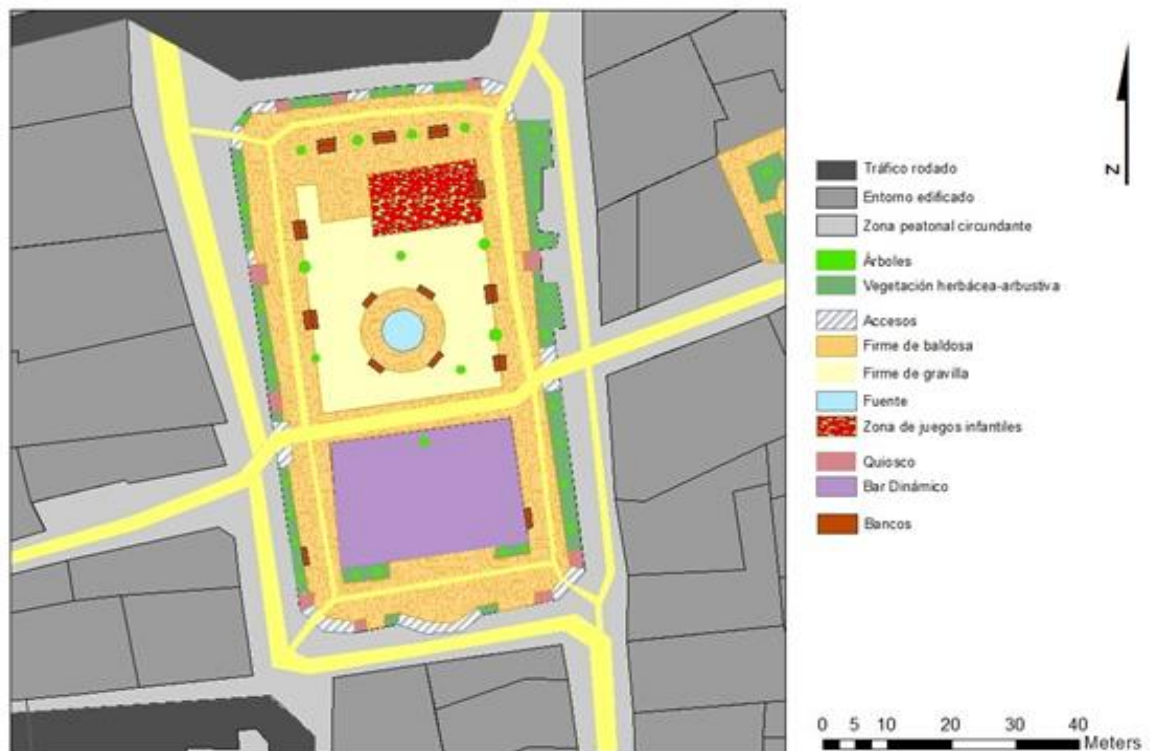 N
Tráfico rodado
Entorno edificado
Zona peatonal circundante
Árboles
Vegetación herbácea-arbustiva
Accesos
Firme de baldosa
Firme de gravilla
Fuente
Zona de juegos infantiles
Quiosco
Bar Dinámico
Bancos
0 5 10 20 30 40
Meters